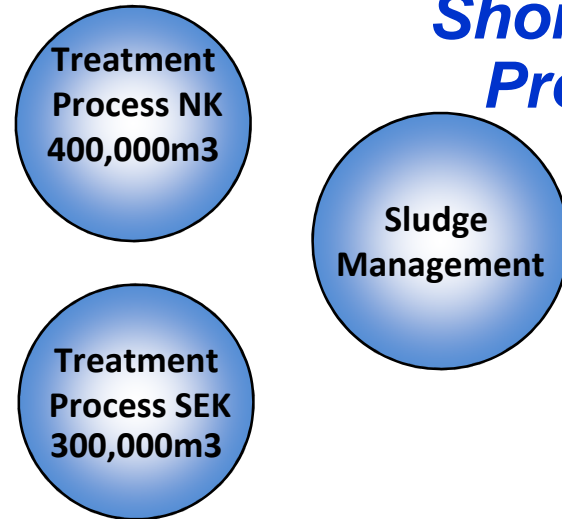 Treatment
Process NK
400,000m3
Sludge
Management
Treatment
Process SEK
300,000m3